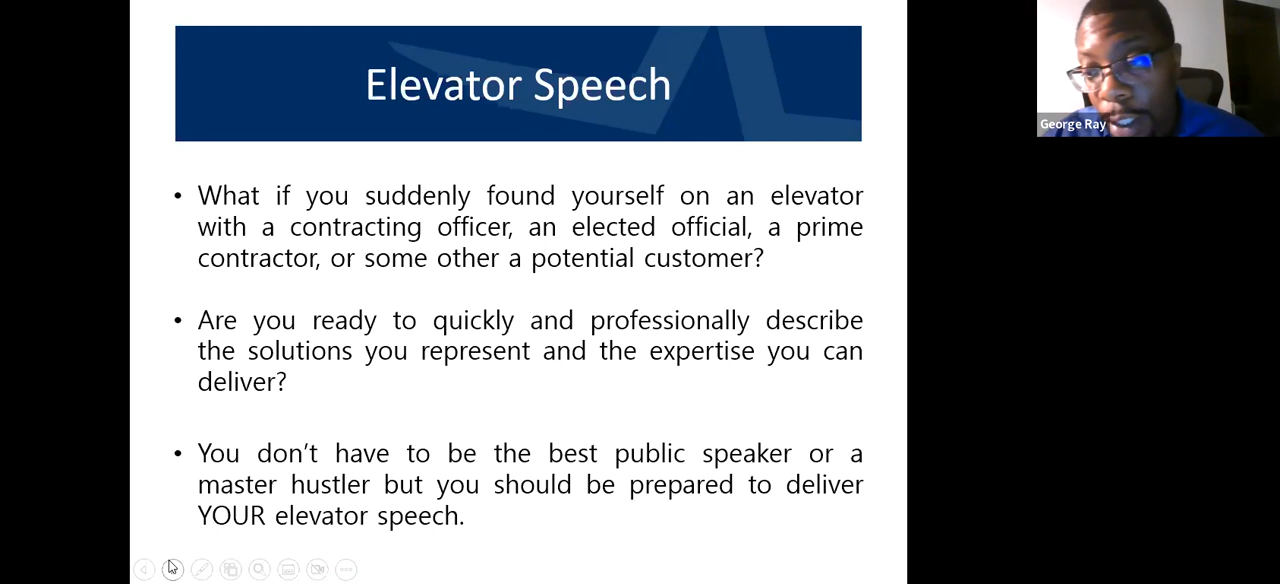 Elevator Speech
George Ray
• What if you suddenly found yourself on an elevator
with a contracting officer, an elected official, a prime
contractor, or some other a potential customer?
• Are you ready to quickly and professionally describe
the solutions you represent and the expertise you can
deliver?
• You don’t have to be the best public speaker or a
master hustler but you should be prepared to deliver
YOUR elevator speech.